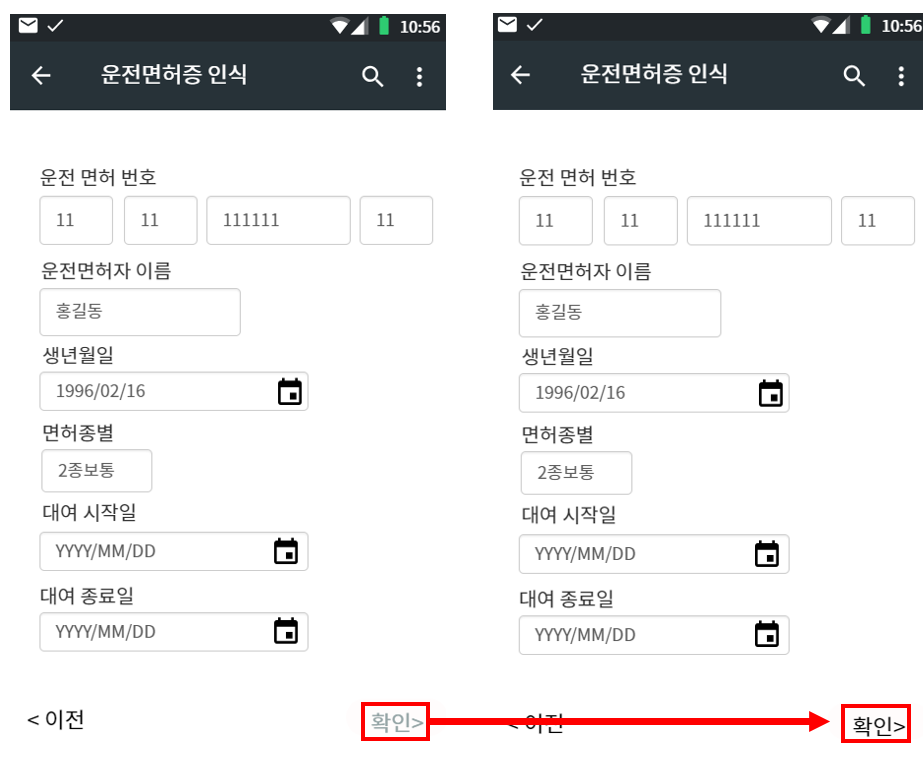 10:56
운전면허증 인식
운전 면허 번호
11 11 111111 11
운전면허자 이름
홍길동
생년월일
1996/02/16
면허종별
2종보통
대여 시작일
YYYY/MM/DD
대여 종료일
YYYY/MM/DD
< 이전 확인>
10:56
운전면허증 인식
운전 면허 번호
11 11 111111 11
운전면허자 이름
홍길동
생년월일
1996/02/16
면허종별
2종보통
대여 시작일
YYYY/MM/DD
대여 종료일
YYYY/MM/DD
< 이전 확인>